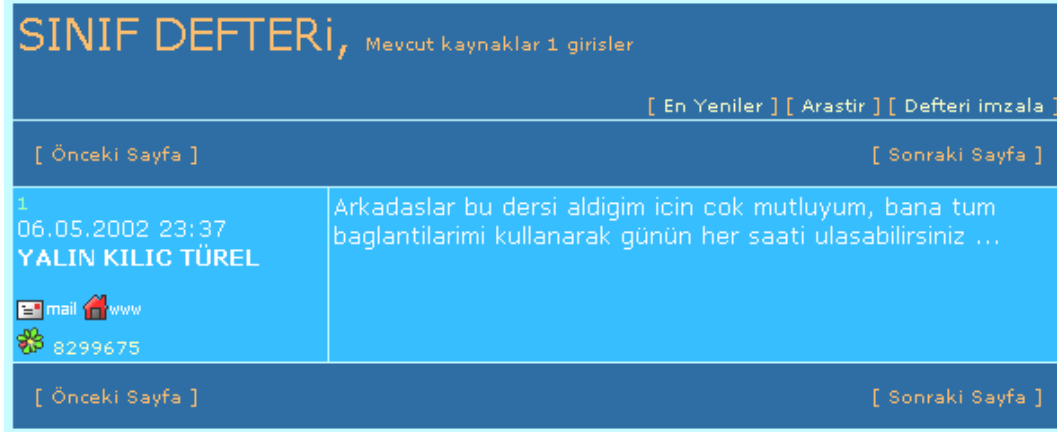 SINIF DEFTERi, Mevcut kaynaklar 1 girisler
[ En Yeniler ] [ Arastir ] [ Defteri imzala ]
[ Önceki Sayfa ] [ Sonraki Sayfa ]
1
06.05.2002 23:37
YALIN KILIC TÜREL
mail www
8299675
Arkadaslar bu dersi aldigim icin cok mutluyum, bana tum
baglantilarimi kullanarak günün her saati ulasabilirsiniz ...
[ Önceki Sayfa ] [ Sonraki Sayfa ]